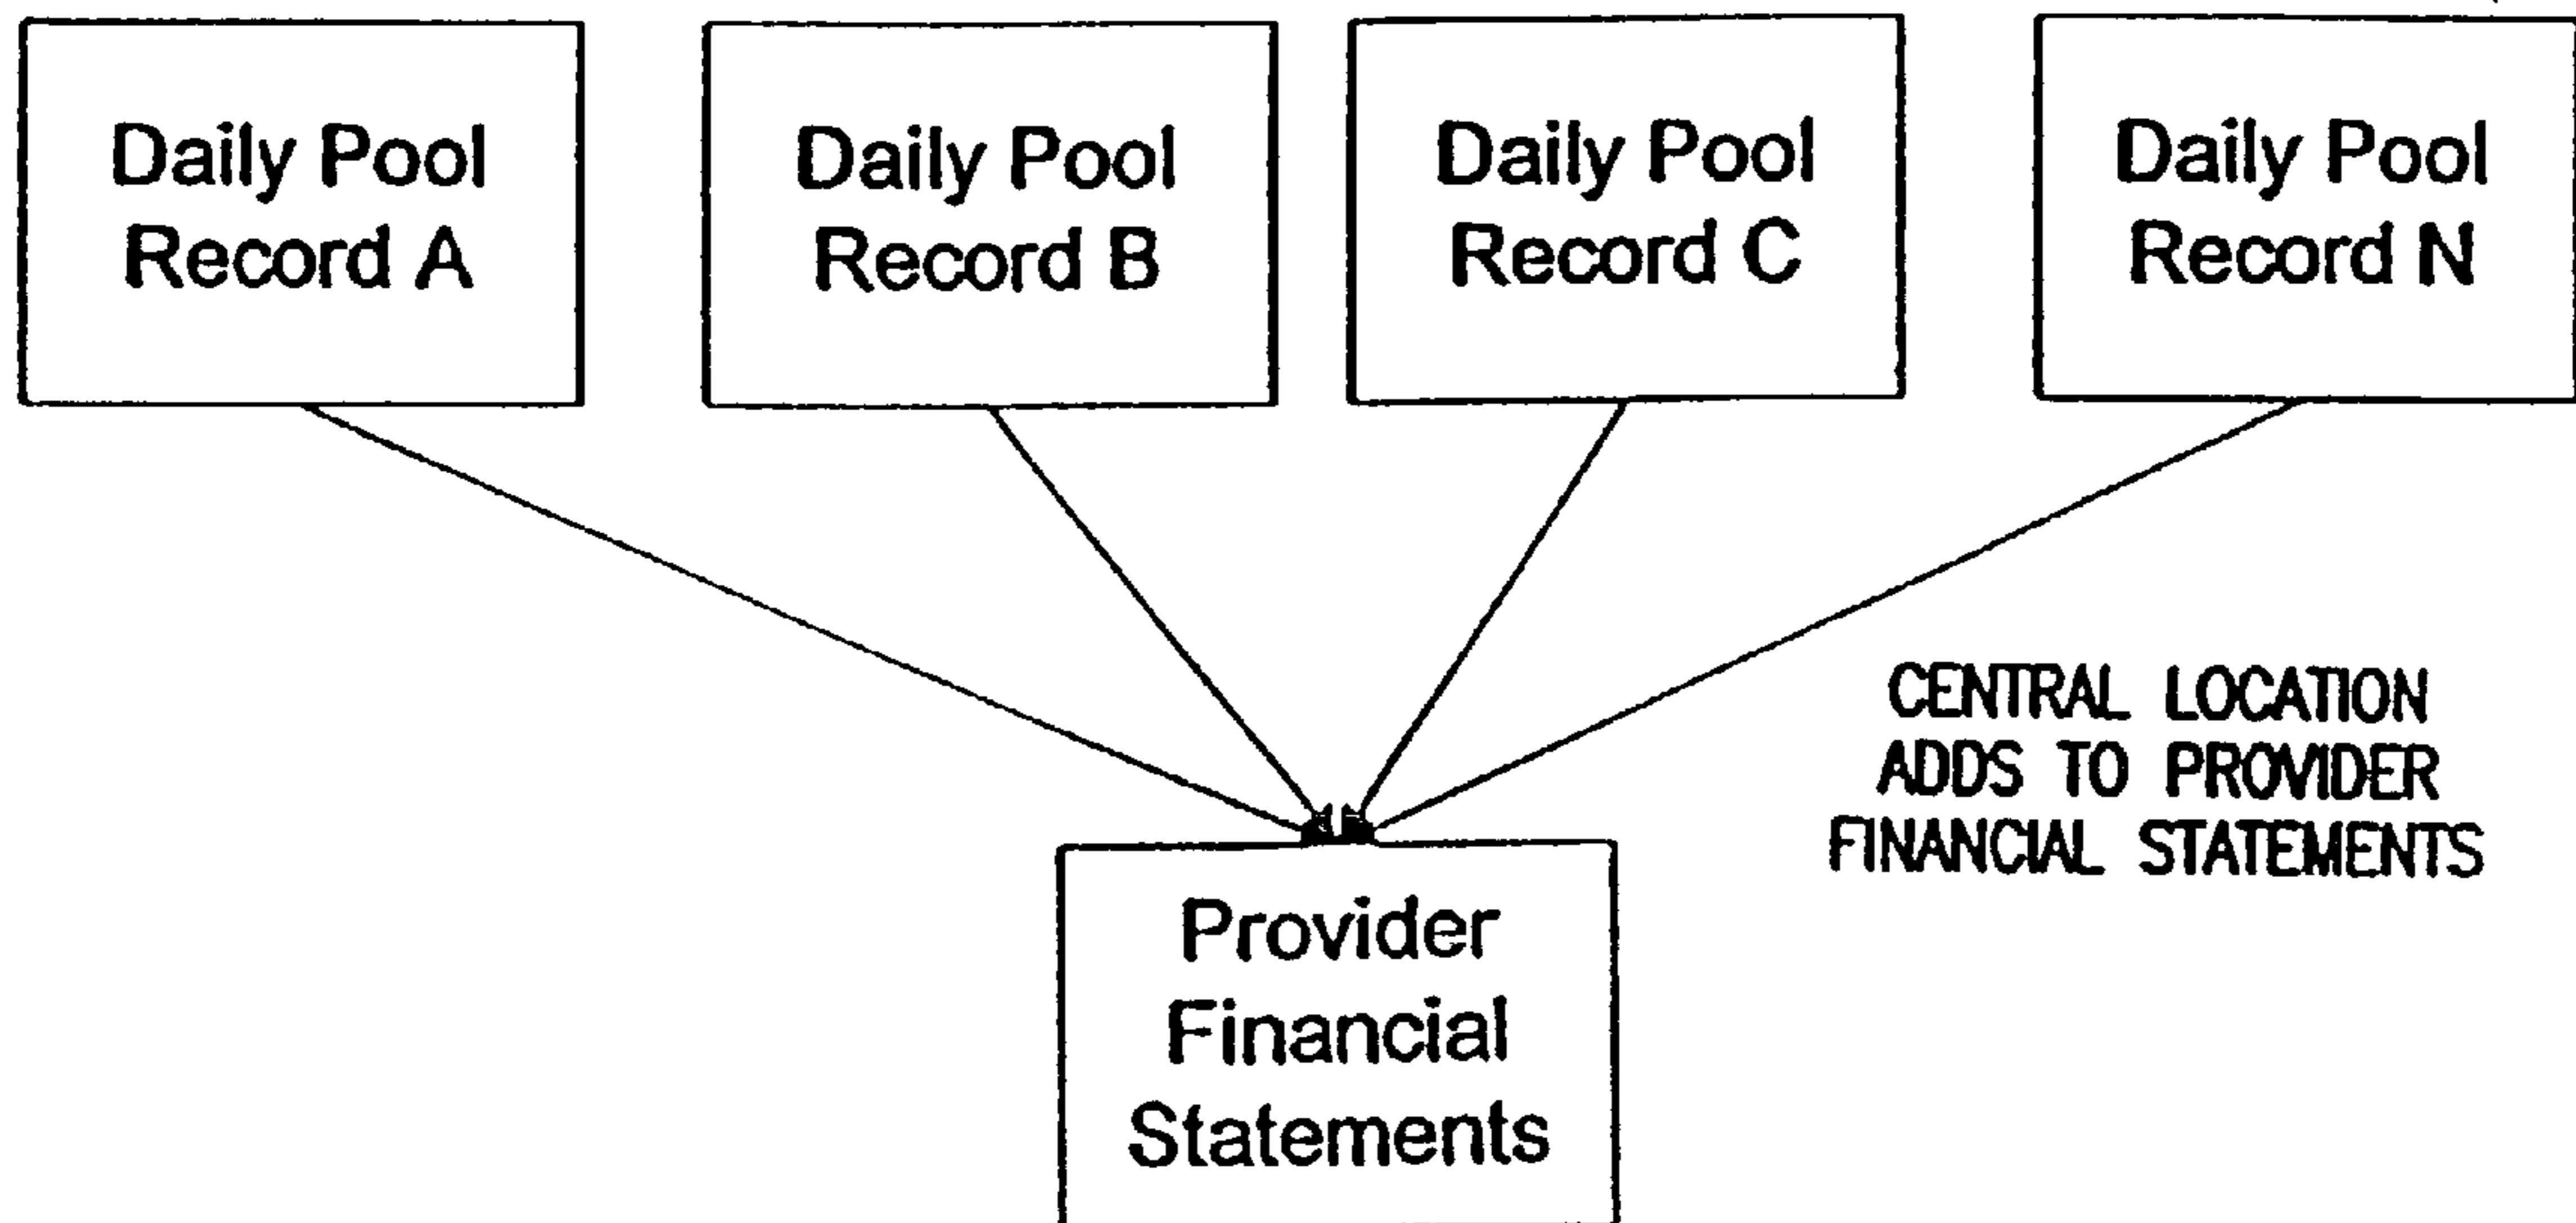 Daily Pool
Record A
Daily Pool
Record B
Daily Pool
Record C
Daily Pool
Record N
CENTRAL LOCATION
ADDS TO PROVIDER
FINANCIAL STATEMENTS
Provider
Financial
Statements